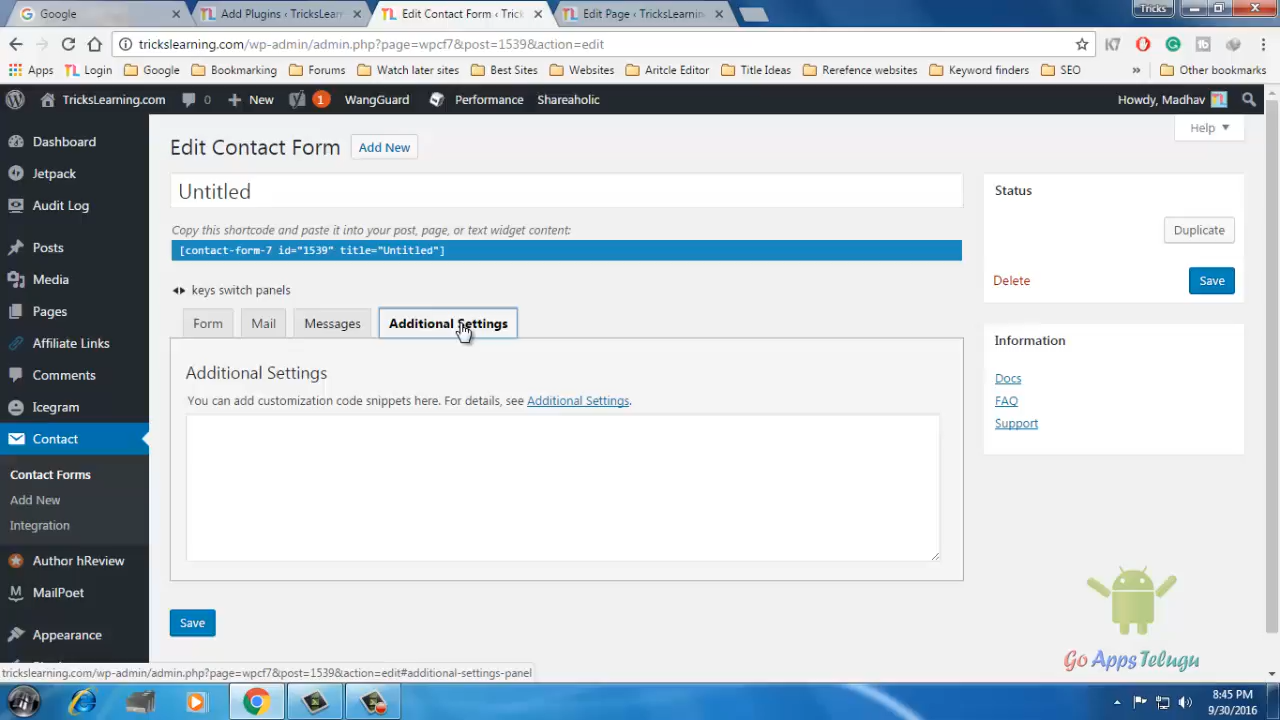 Google
Add Plugins ‹ TricksLearn
Edit Contact Form ‹ Tric
Edit Page ‹ TricksLearnin
Tricks
trickslearning.com/wp-admin/admin.php?page=wpcf7&post=1539&action=edit
Apps
Login
Google
Bookmarking
Forums
Watch later sites
Best Sites
Websites
Aritcle Editor
Title Ideas
Rerefence websites
Keyword finders
SEO
»
Other bookmarks
TricksLearning.com
0
New
1
WangGuard
Performance
Shareaholic
Howdy, Madhav
Help
Dashboard
Jetpack
Audit Log
Posts
Media
Pages
Affiliate Links
Comments
Icegram
Contact
Contact Forms
Add New
Integration
Author hReview
MailPoet
Appearance
Edit Contact Form
Add New
Untitled
Copy this shortcode and paste it into your post, page, or text widget content:
[contact-form-7 id="1539" title="Untitled"]
keys switch panels
Form
Mail
Messages
Additional Settings
Additional Settings
You can add customization code snippets here. For details, see Additional Settings.
Save
Status
Duplicate
Delete
Save
Information
Docs
FAQ
Support
Go Apps Telugu
trickslearning.com/wp-admin/admin.php?page=wpcf7&post=1539&action=edit#additional-settings-panel
8:45 PM
9/30/2016